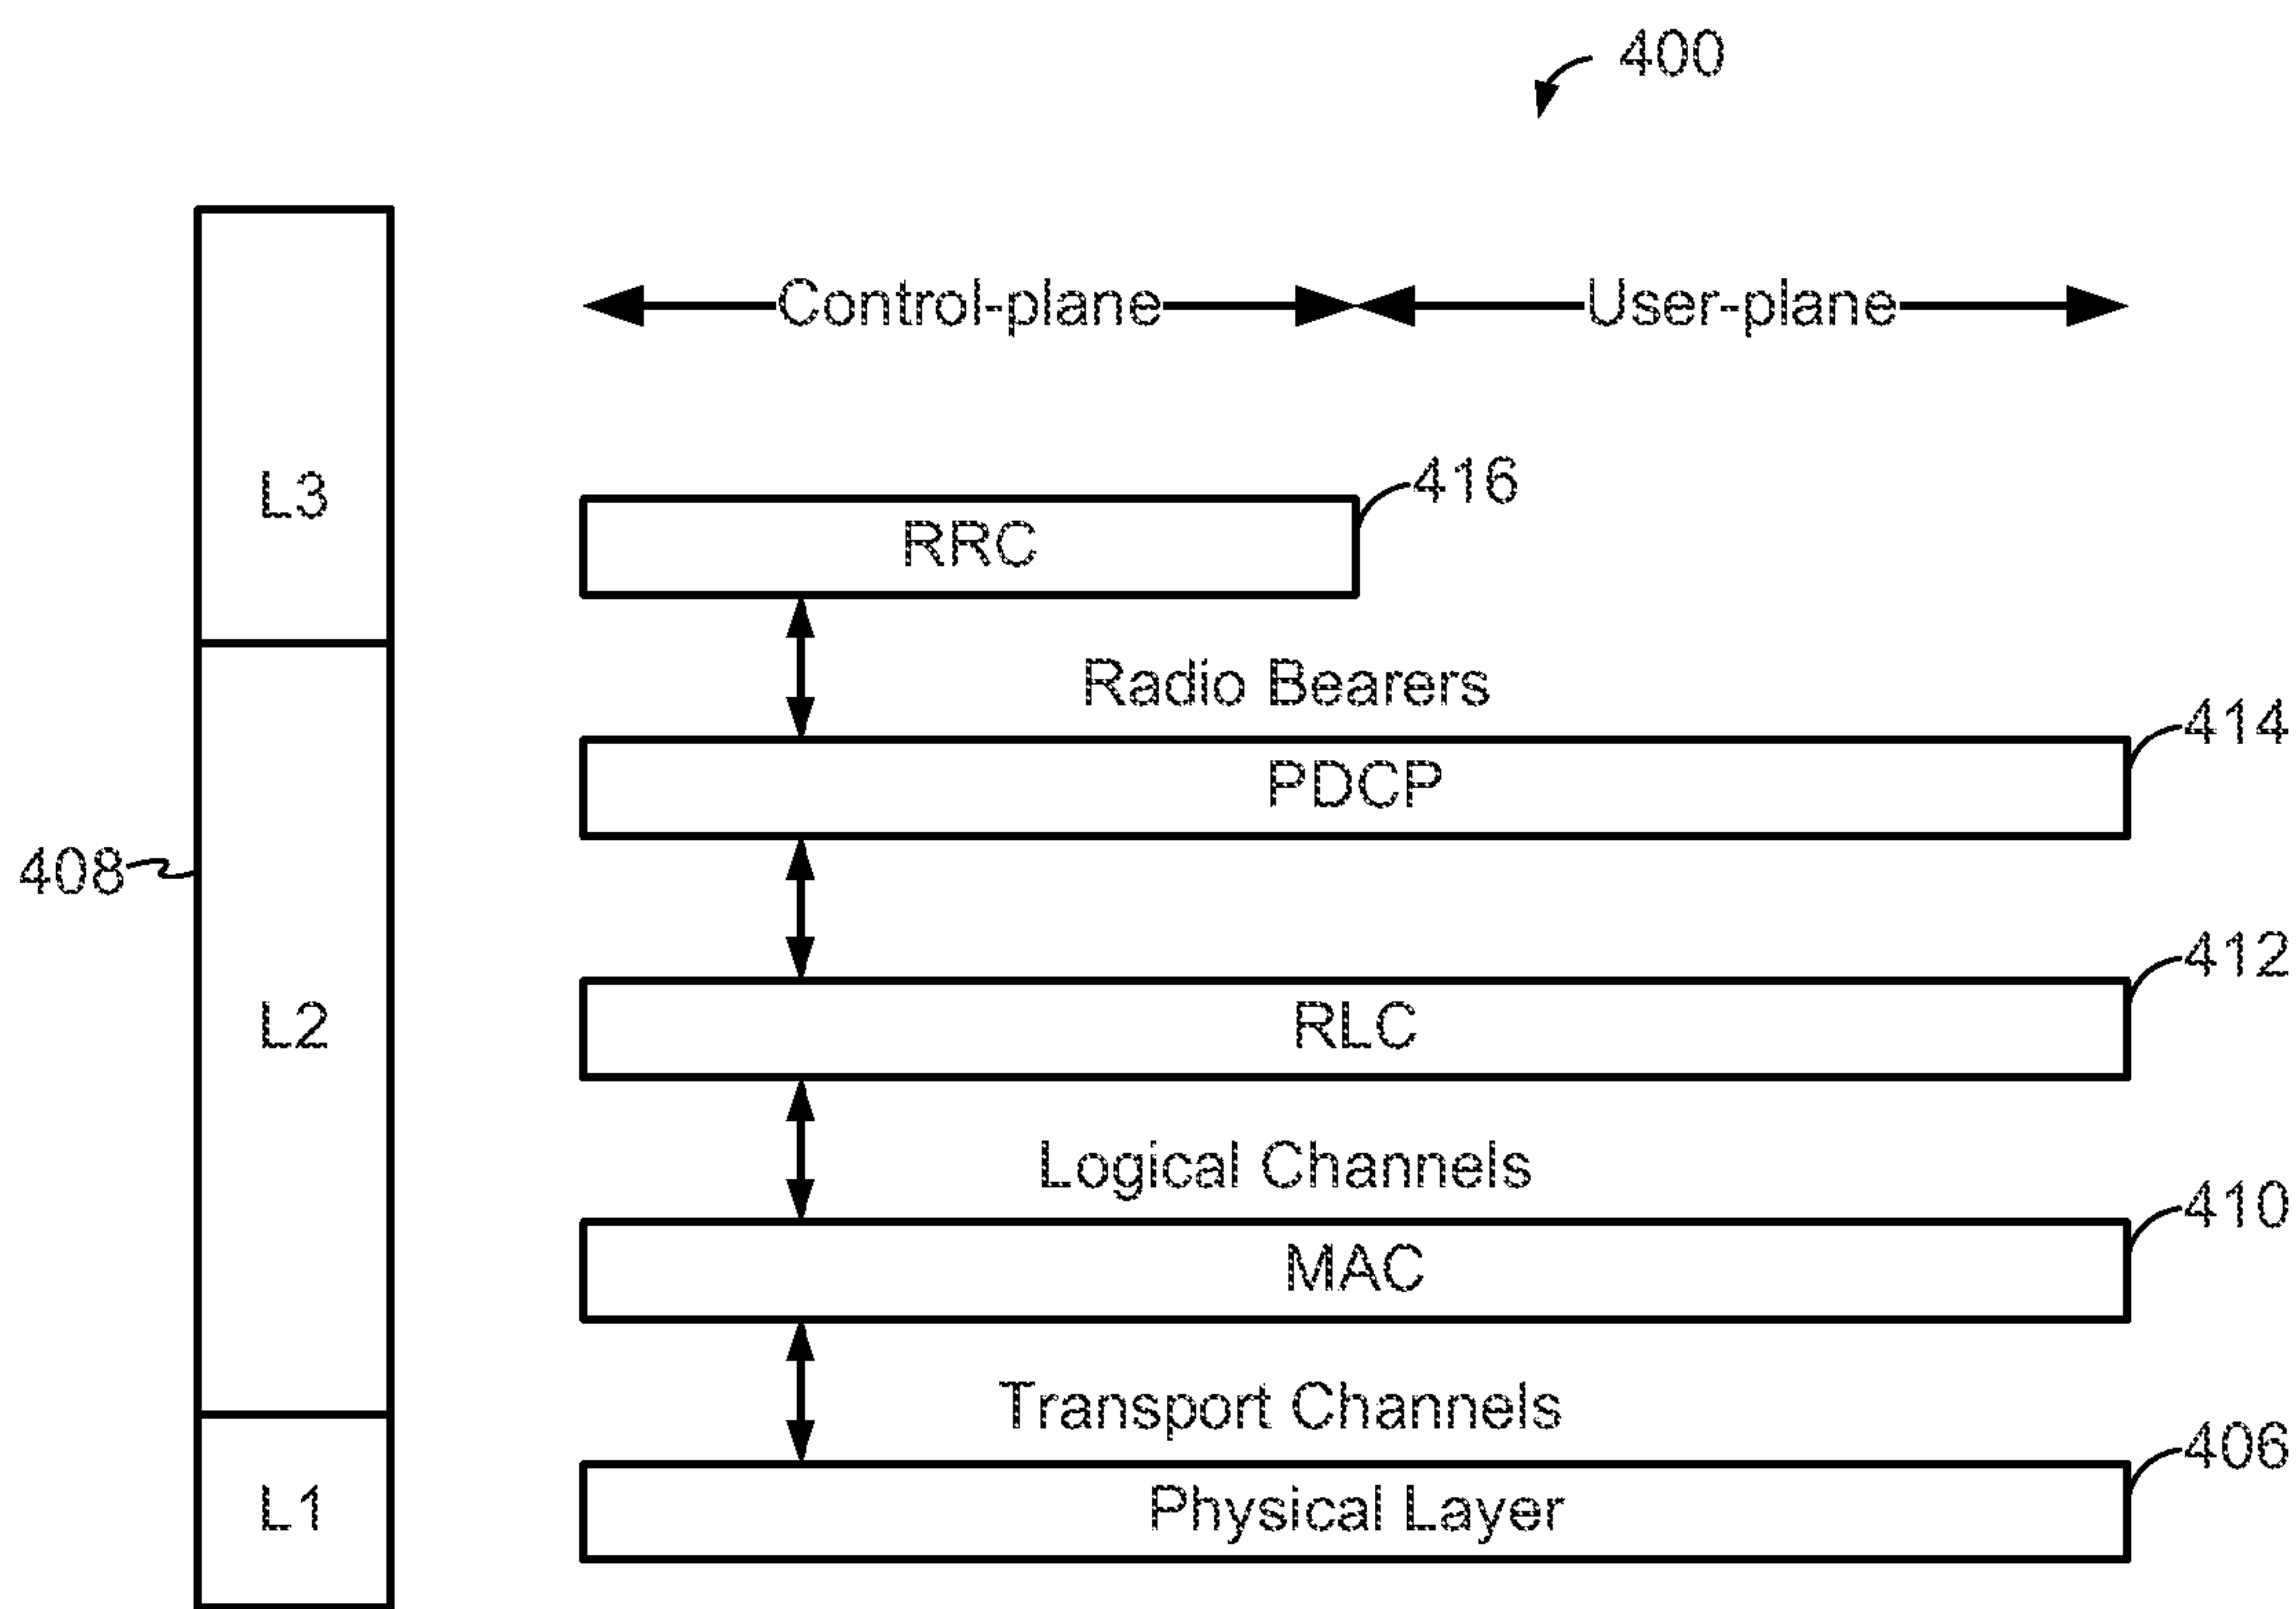 400
Control-plane User-plane
L3
416
RRC
Radio Bearers
414
PDCP
408
412
L2
RLC
Logical Channels
410
MAC
Transport Channels
406
L1
Physical Layer